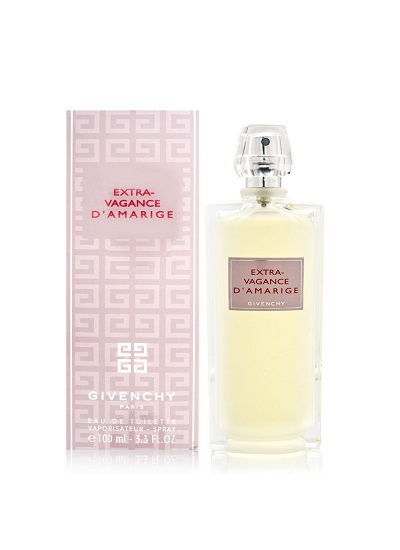 EXTRA-
VAGANCE
D'AMARIGE
GIVENCHY
PARIS
EAU DE TOILETTE
VAPORISATEUR - SPRAY
e 100 ml - 3.3 FL.OZ
EXTRA-
VAGANCE
D'AMARIGE
GIVENCHY